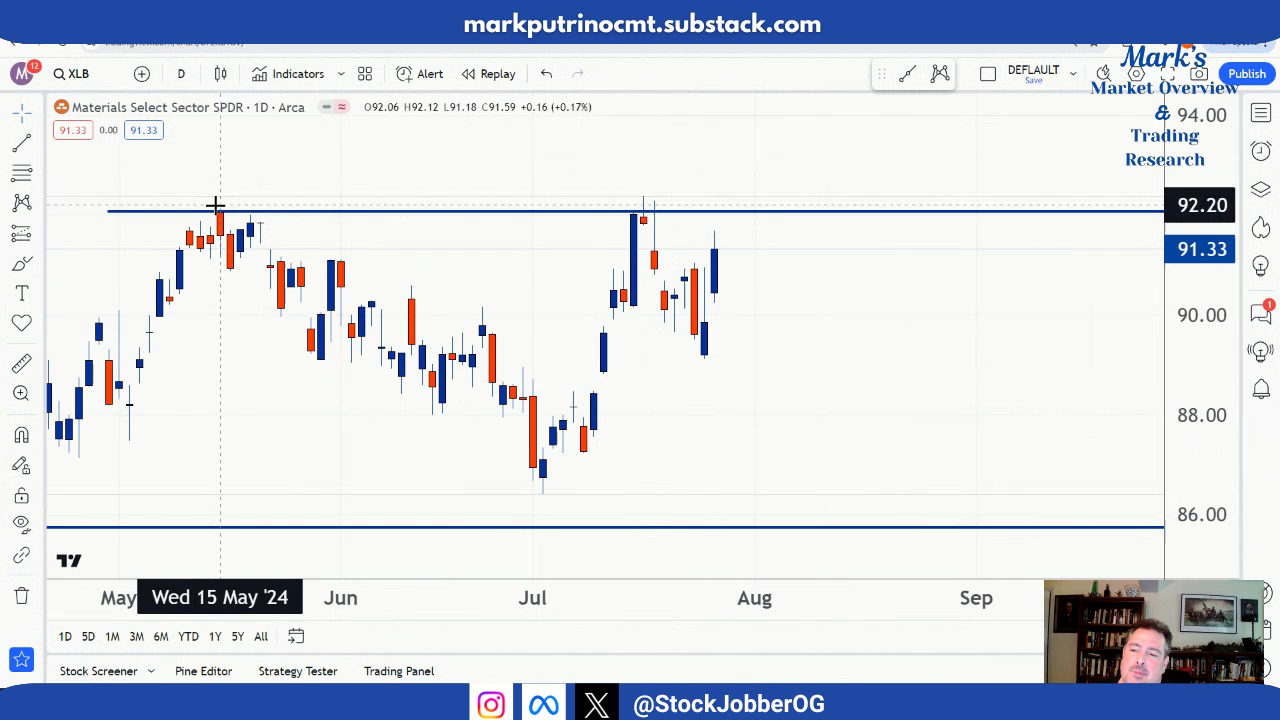 markputrinocmt.substack.com
M 12 XLB D Indicators Alert Replay DEFAULT Save Publish
Mark's
Market Overview
&
Trading
Research
Materials Select Sector SPDR · 1D · Arca O92.06 H92.12 L91.18 C91.59 +0.16 (+0.17%)
91.33 0.00 91.33
94.00
92.20
91.33
90.00
88.00
86.00
1
May Wed 15 May '24 Jun Jul Aug Sep
1D 5D 1M 3M 6M YTD 1Y 5Y All
Stock Screener Pine Editor Strategy Tester Trading Panel
@StockJobberOG